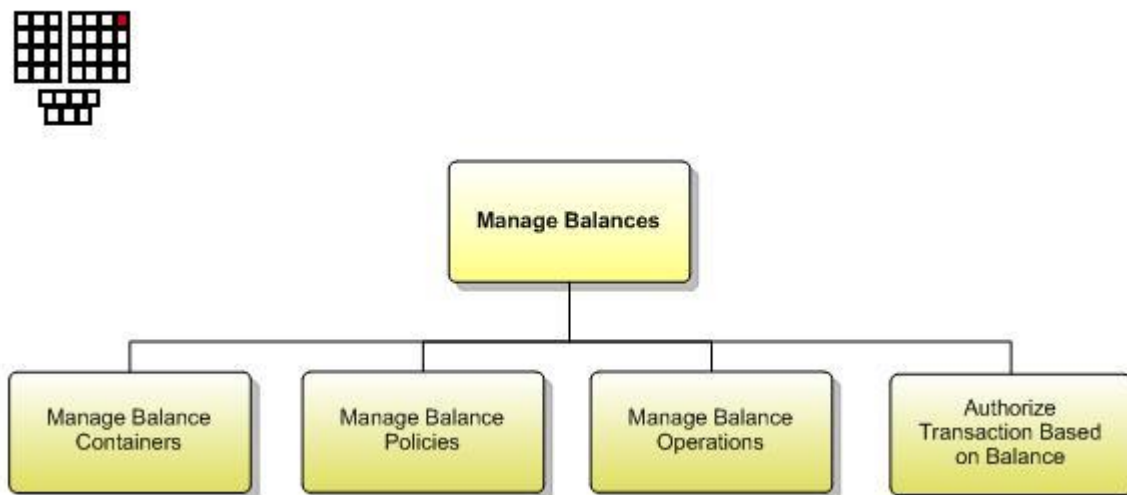 Manage Balances
Manage Balance
Containers
Manage Balance
Policies
Manage Balance
Operations
Authorize
Transaction Based
on Balance